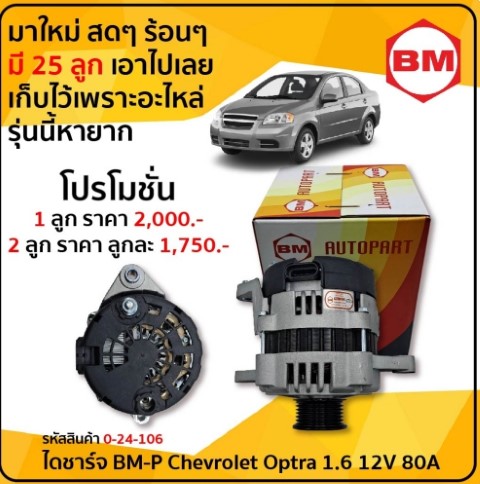 มาใหม่ สดๆ ร้อนๆ
มี 25 ลูก เอาไปเลย
เก็บไว้เพราะอะไหล่
รุ่นนี้หายาก
BM
โปรโมชั่น
1 ลูก ราคา 2,000.-
2 ลูก ราคา ลูกละ 1,750.-
AUTOPART
BM AUTOPART
รหัสสินค้า 0-24-106
ไดชาร์จ BM-P Chevrolet Optra 1.6 12V 80A